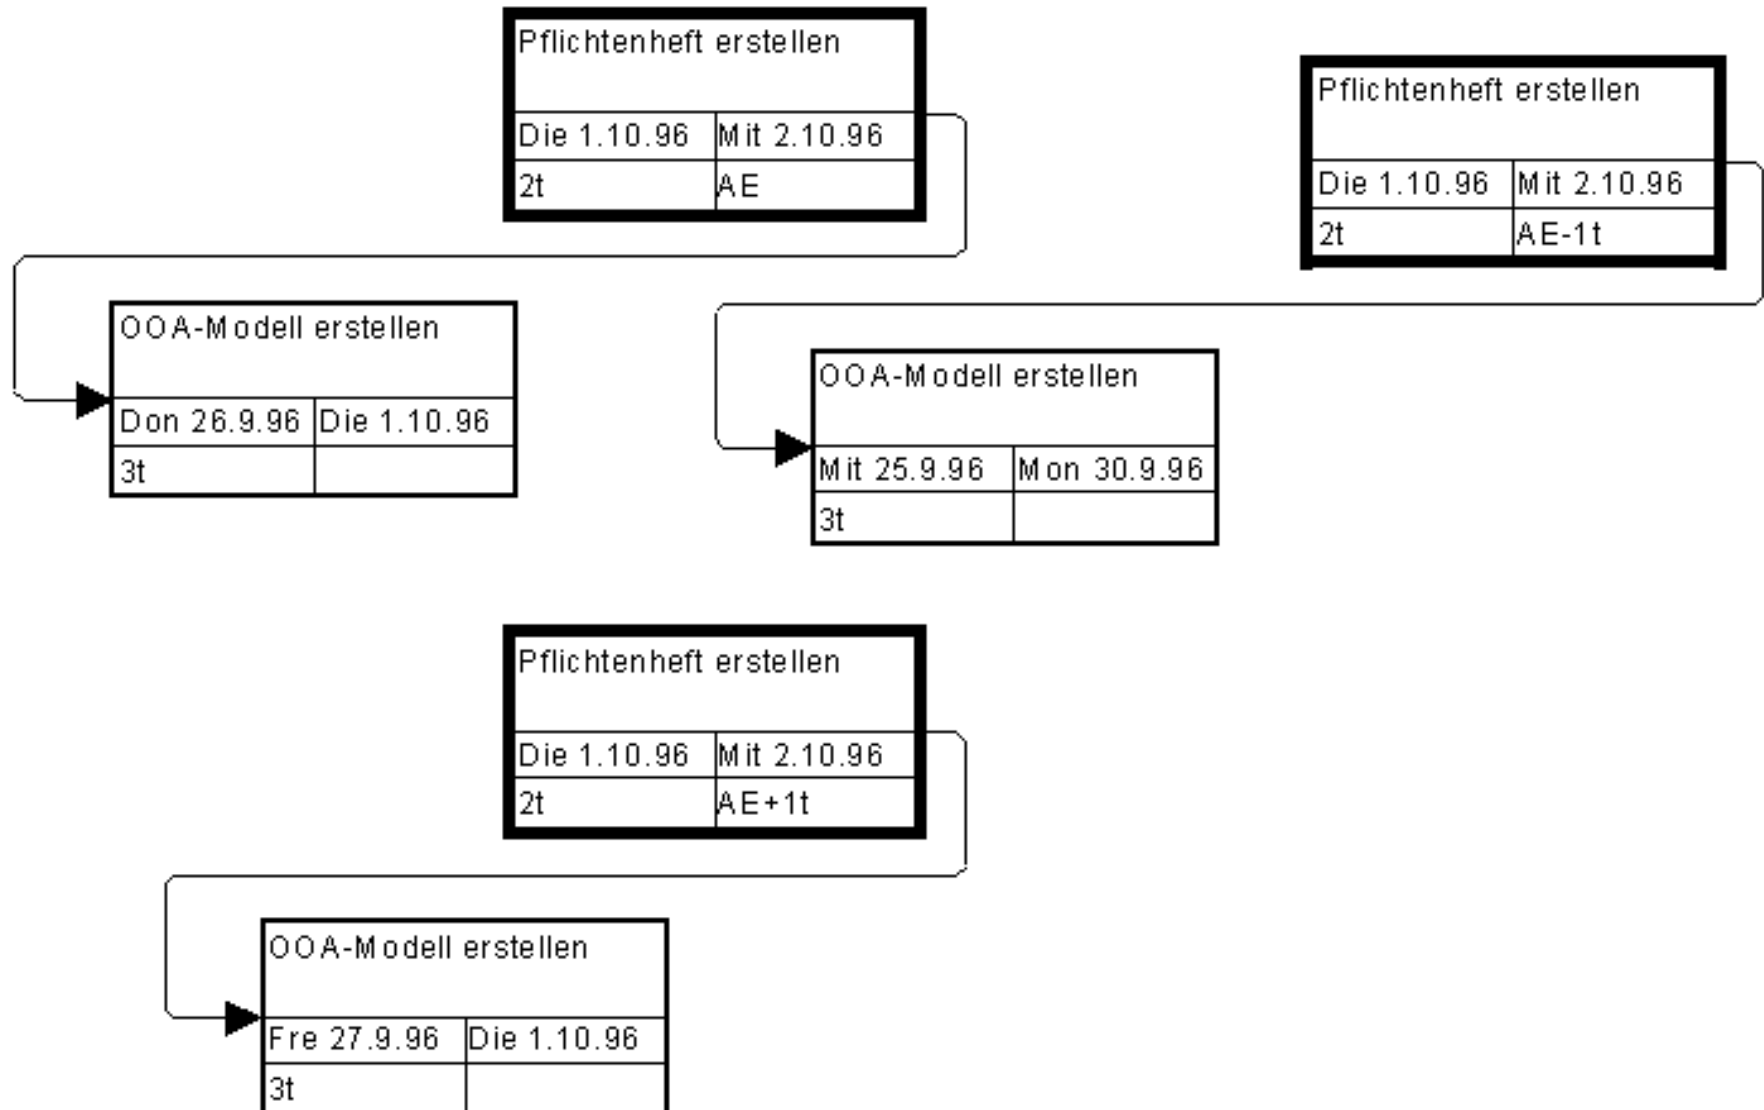 Pflichtenheft erstellen
Die 1.10.96 Mit 2.10.96
2t AE
Pflichtenheft erstellen
Die 1.10.96 Mit 2.10.96
2t AE-1t
OOA-Modell erstellen
Don 26.9.96 Die 1.10.96
3t
OOA-Modell erstellen
Mit 25.9.96 Mon 30.9.96
3t
Pflichtenheft erstellen
Die 1.10.96 Mit 2.10.96
2t AE+1t
OOA-Modell erstellen
Fre 27.9.96 Die 1.10.96
3t